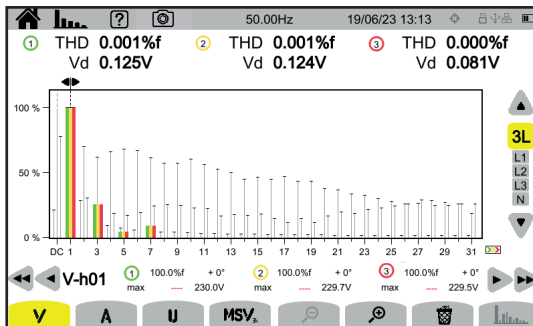 50.00Hz 19/06/23 13:13
1 THD 0.001%f 2 THD 0.001%f 3 THD 0.000%f
Vd 0.125V Vd 0.124V Vd 0.081V
100 %
50 %
0 %
3L
L1
L2
L3
N
DC 1 3 5 7 9 11 13 15 17 19 21 23 25 27 29 31
V-h01 1 100.0%f + 0° 2 100.0%f + 0° 3 100.0%f + 0°
max ---- 230.0V max ---- 229.7V max ---- 229.5V
V A U MSV